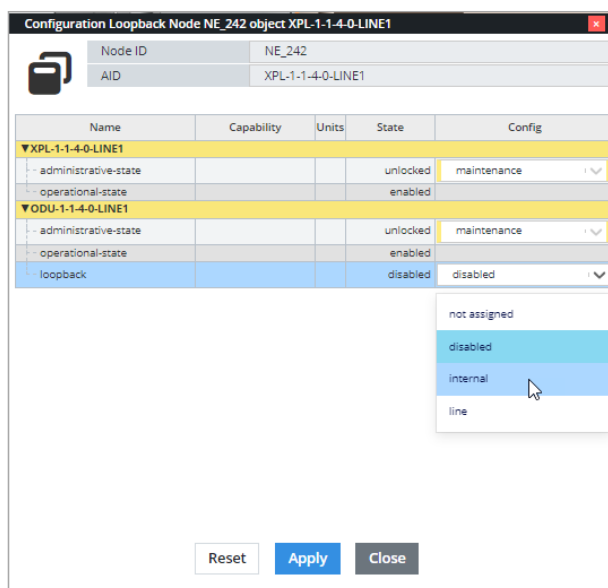 Configuration Loopback Node NE_242 object XPL-1-1-4-0-LINE1 x
Node ID NE_242
AID XPL-1-1-4-0-LINE1
Name Capability Units State Config
▼XPL-1-1-4-0-LINE1
administrative-state unlocked maintenance
operational-state enabled
▼ODU-1-1-4-0-LINE1
administrative-state unlocked maintenance
operational-state enabled
loopback disabled disabled
not assigned
disabled
internal
line
Reset Apply Close